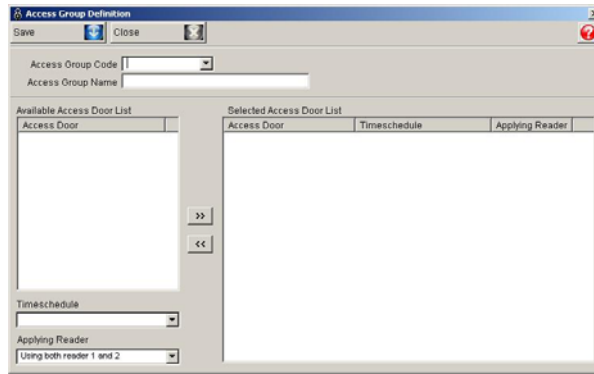 Access Group Definition
Save Close
Access Group Code
Access Group Name
Available Access Door List
Access Door
Selected Access Door List
Access Door Timeschedule Applying Reader
>>
<<
Timeschedule
Applying Reader
Using both reader 1 and 2